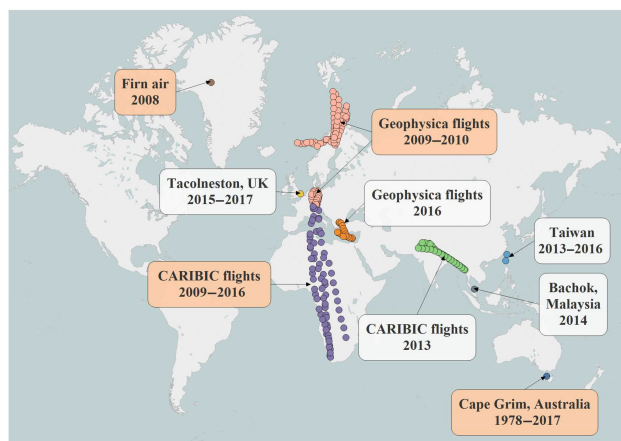 Firn air
2008
Geophysica flights
2009–2010
Tacolneston, UK
2015–2017
Geophysica flights
2016
Taiwan
2013–2016
CARIBIC flights
2009–2016
Bachok,
Malaysia
2014
CARIBIC flights
2013
Cape Grim, Australia
1978–2017